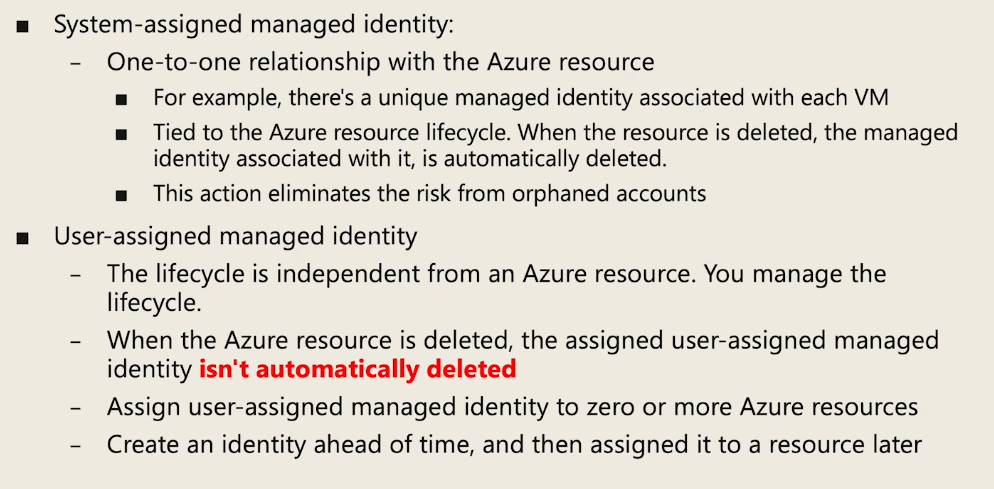 ■ System-assigned managed identity:
– One-to-one relationship with the Azure resource
■ For example, there's a unique managed identity associated with each VM
■ Tied to the Azure resource lifecycle. When the resource is deleted, the managed
identity associated with it, is automatically deleted.
■ This action eliminates the risk from orphaned accounts
■ User-assigned managed identity
– The lifecycle is independent from an Azure resource. You manage the
lifecycle.
– When the Azure resource is deleted, the assigned user-assigned managed
identity isn't automatically deleted
– Assign user-assigned managed identity to zero or more Azure resources
– Create an identity ahead of time, and then assigned it to a resource later